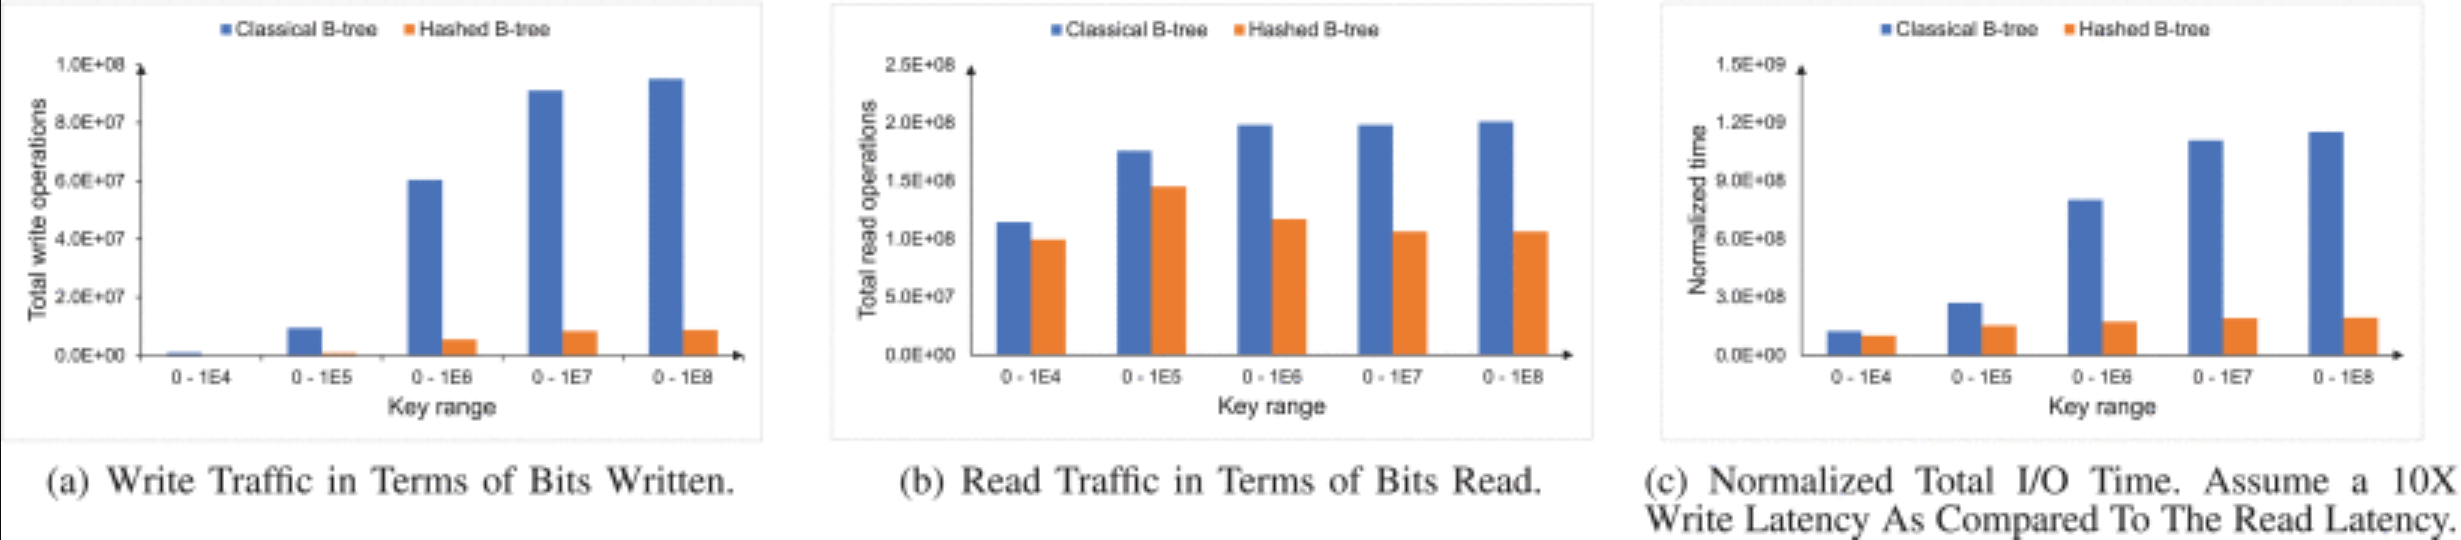 Classical B-tree Hashed B-tree
1.0E+08
8.0E+07
6.0E+07
4.0E+07
2.0E+07
0.0E+00
Total write operations
0 - 1E4 0 - 1E5 0 - 1E6 0 - 1E7 0 - 1E8
Key range
(a) Write Traffic in Terms of Bits Written.
Classical B-tree Hashed B-tree
2.5E+08
2.0E+08
1.5E+08
1.0E+08
5.0E+07
0.0E+00
Total read operations
0 - 1E4 0 - 1E5 0 - 1E6 0 - 1E7 0 - 1E8
Key range
(b) Read Traffic in Terms of Bits Read.
Classical B-tree Hashed B-tree
1.5E+09
1.2E+09
9.0E+08
6.0E+08
3.0E+08
0.0E+00
Normalized time
0 - 1E4 0 - 1E5 0 - 1E6 0 - 1E7 0 - 1E8
Key range
(c) Normalized Total I/O Time. Assume a 10X
Write Latency As Compared To The Read Latency.